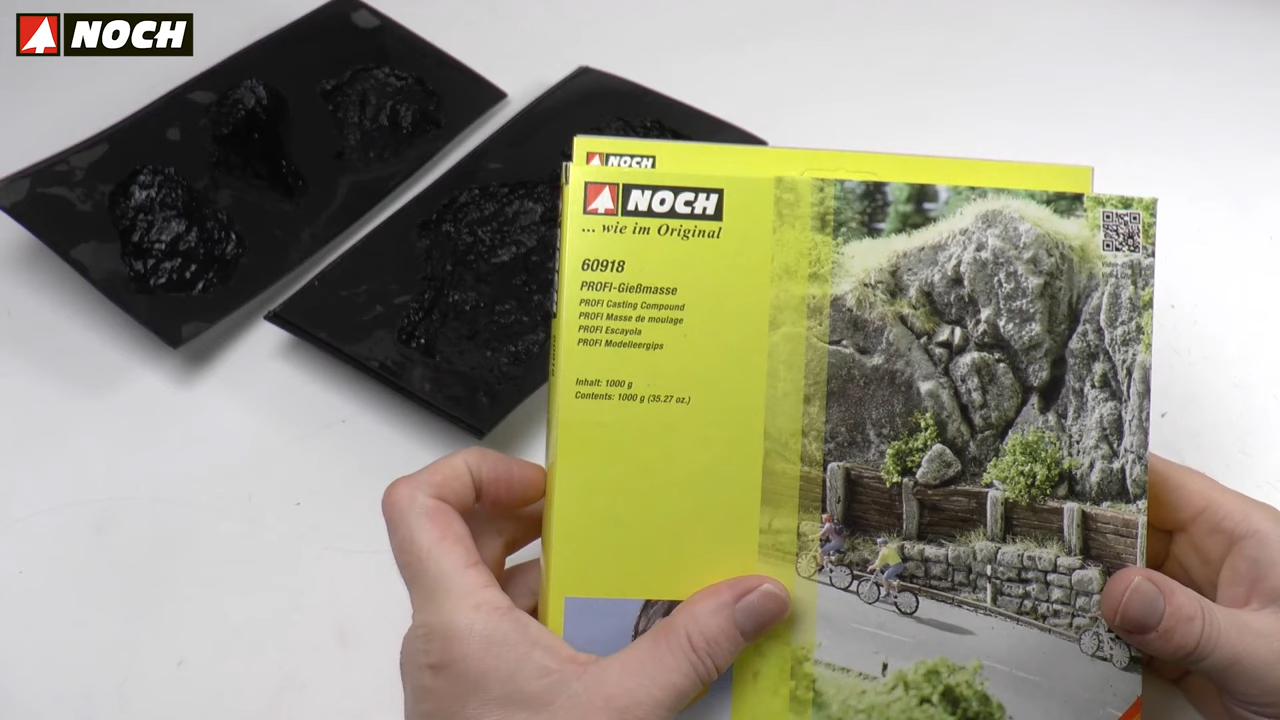 NOCH
NOCH
NOCH
... wie im Original
60918
PROFI-Gießmasse
PROFI Casting Compound
PROFI Masse de moulage
PROFI Escayola
PROFI Modelleergips
Inhalt: 1000 g
Contents: 1000 g (35.27 oz.)